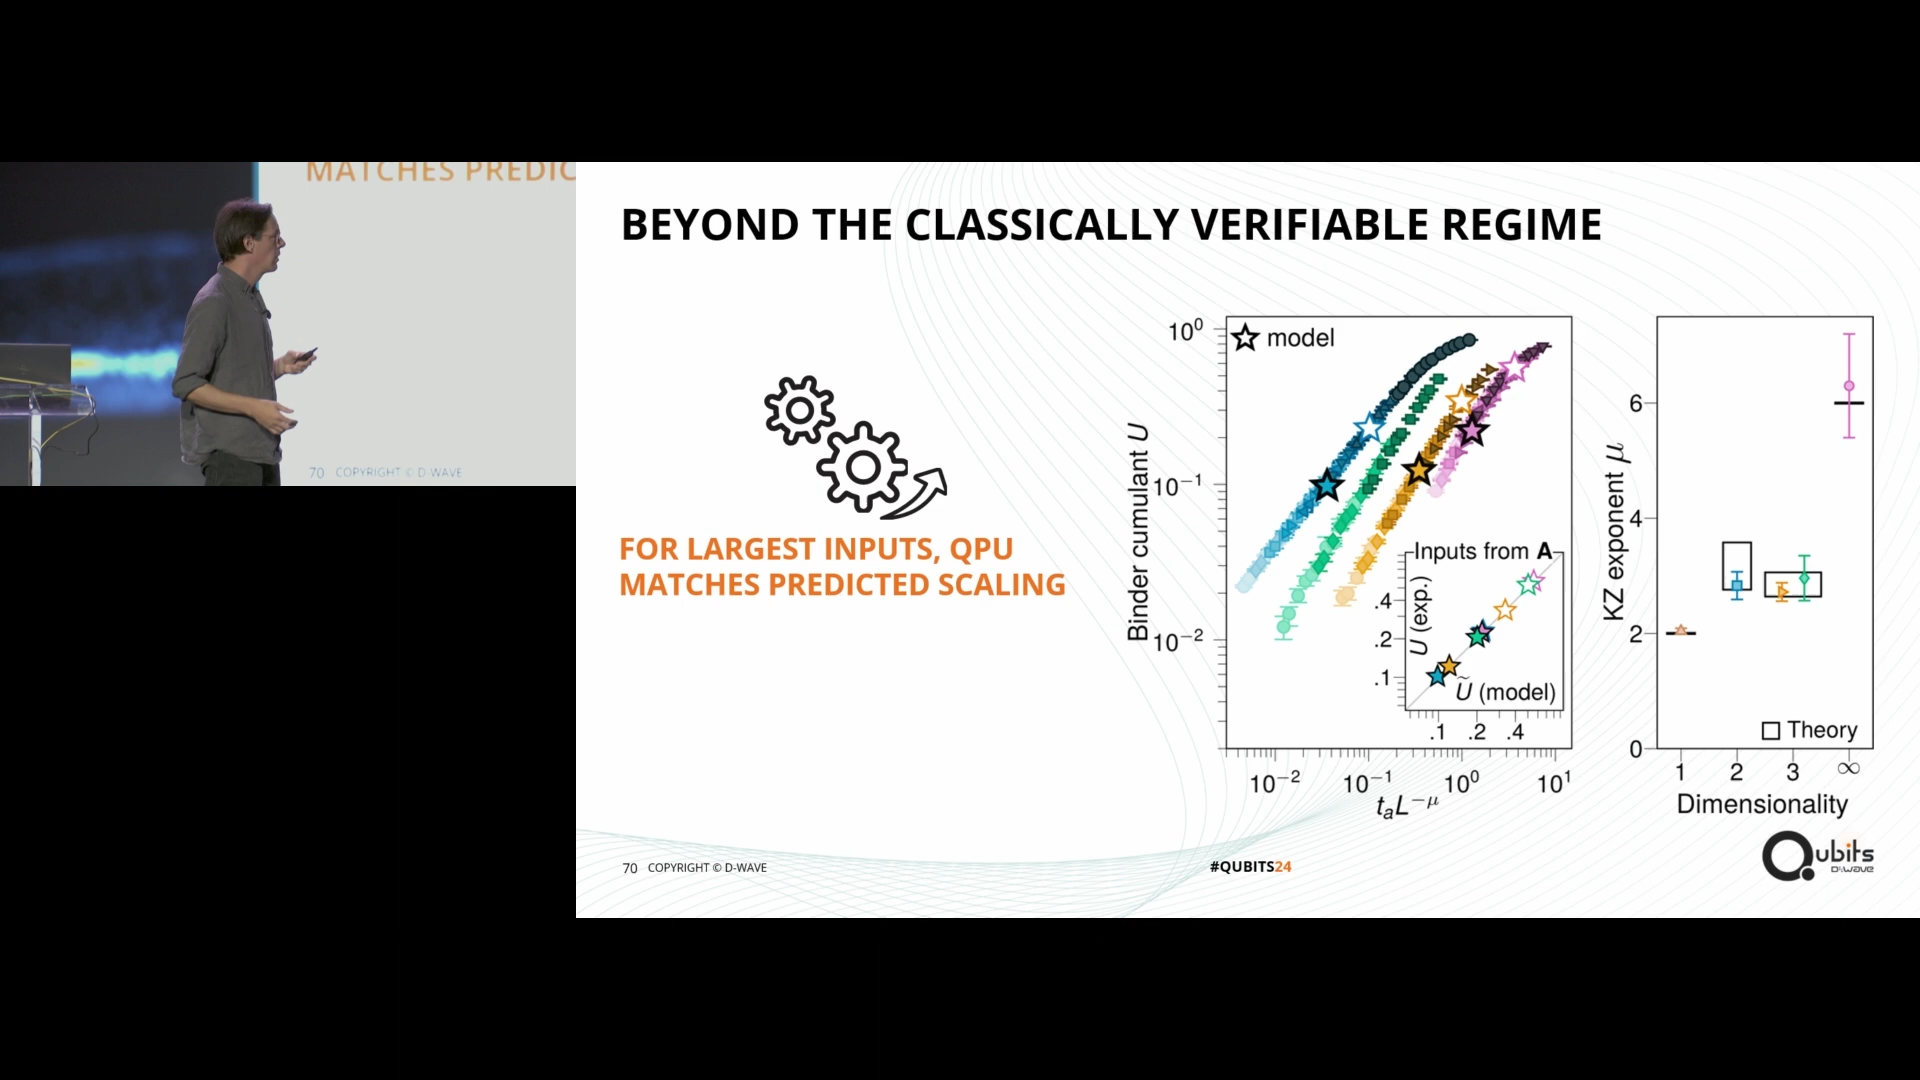 MATCHES PREDIC
70 COPYRIGHT © D-WAVE
BEYOND THE CLASSICALLY VERIFIABLE REGIME
FOR LARGEST INPUTS, QPU
MATCHES PREDICTED SCALING
model
Binder cumulant U
10⁰
10⁻¹
10⁻²
10⁻² 10⁻¹ 10⁰ 10¹
tₐL⁻μ
Inputs from A
U (exp.)
.4
.2
.1
Ũ (model)
.1 .2 .4
KZ exponent μ
6
4
2
0
Theory
1 2 3 ∞
Dimensionality
70 COPYRIGHT © D-WAVE
#QUBITS24
Qubits
D:Wave